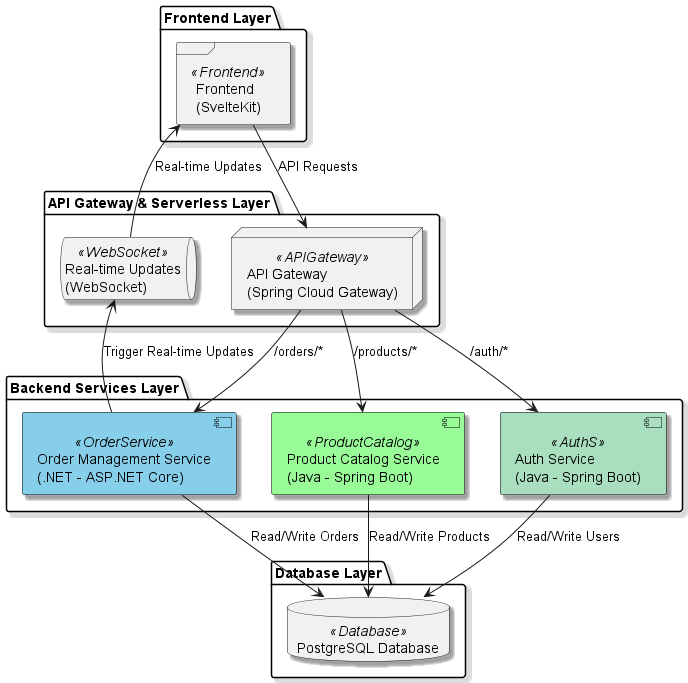 Frontend Layer
«Frontend»
Frontend
(SvelteKit)
Real-time Updates
API Requests
API Gateway & Serverless Layer
«WebSocket»
Real-time Updates
(WebSocket)
«APIGateway»
API Gateway
(Spring Cloud Gateway)
Trigger Real-time Updates
/orders/*
/products/*
/auth/*
Backend Services Layer
«OrderService»
Order Management Service
(.NET - ASP.NET Core)
«ProductCatalog»
Product Catalog Service
(Java - Spring Boot)
«AuthS»
Auth Service
(Java - Spring Boot)
Read/Write Orders
Read/Write Products
Read/Write Users
Database Layer
«Database»
PostgreSQL Database